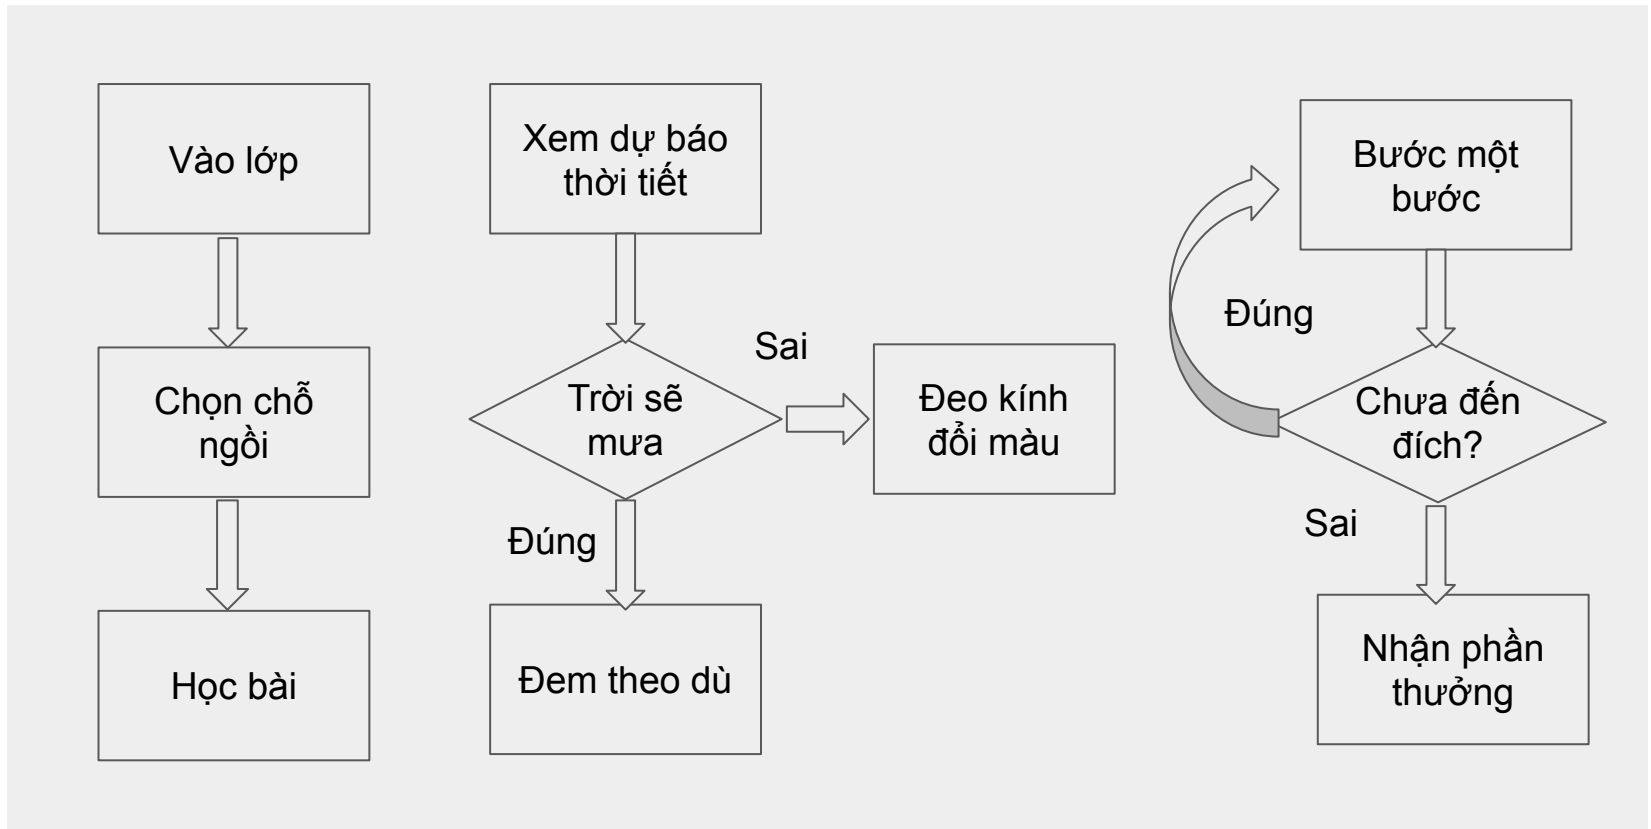 Vào lớp
Chọn chỗ
ngồi
Học bài
Xem dự báo
thời tiết
Trời sẽ
mưa
Sai
Đeo kính
đổi màu
Đúng
Đem theo dù
Bước một
bước
Đúng
Chưa đến
đích?
Sai
Nhận phần
thưởng